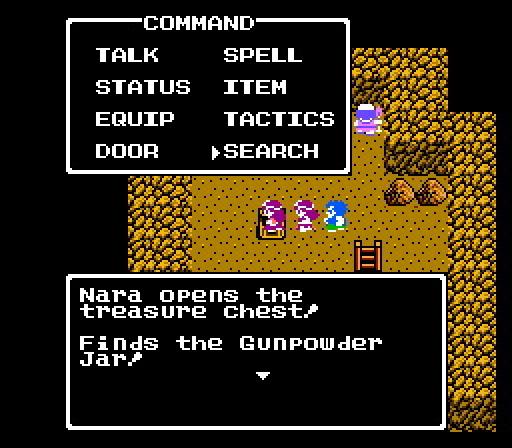 COMMAND
TALK SPELL
STATUS ITEM
EQUIP TACTICS
DOOR SEARCH
Nara opens the
treasure chest!
Finds the Gunpowder
Jar!